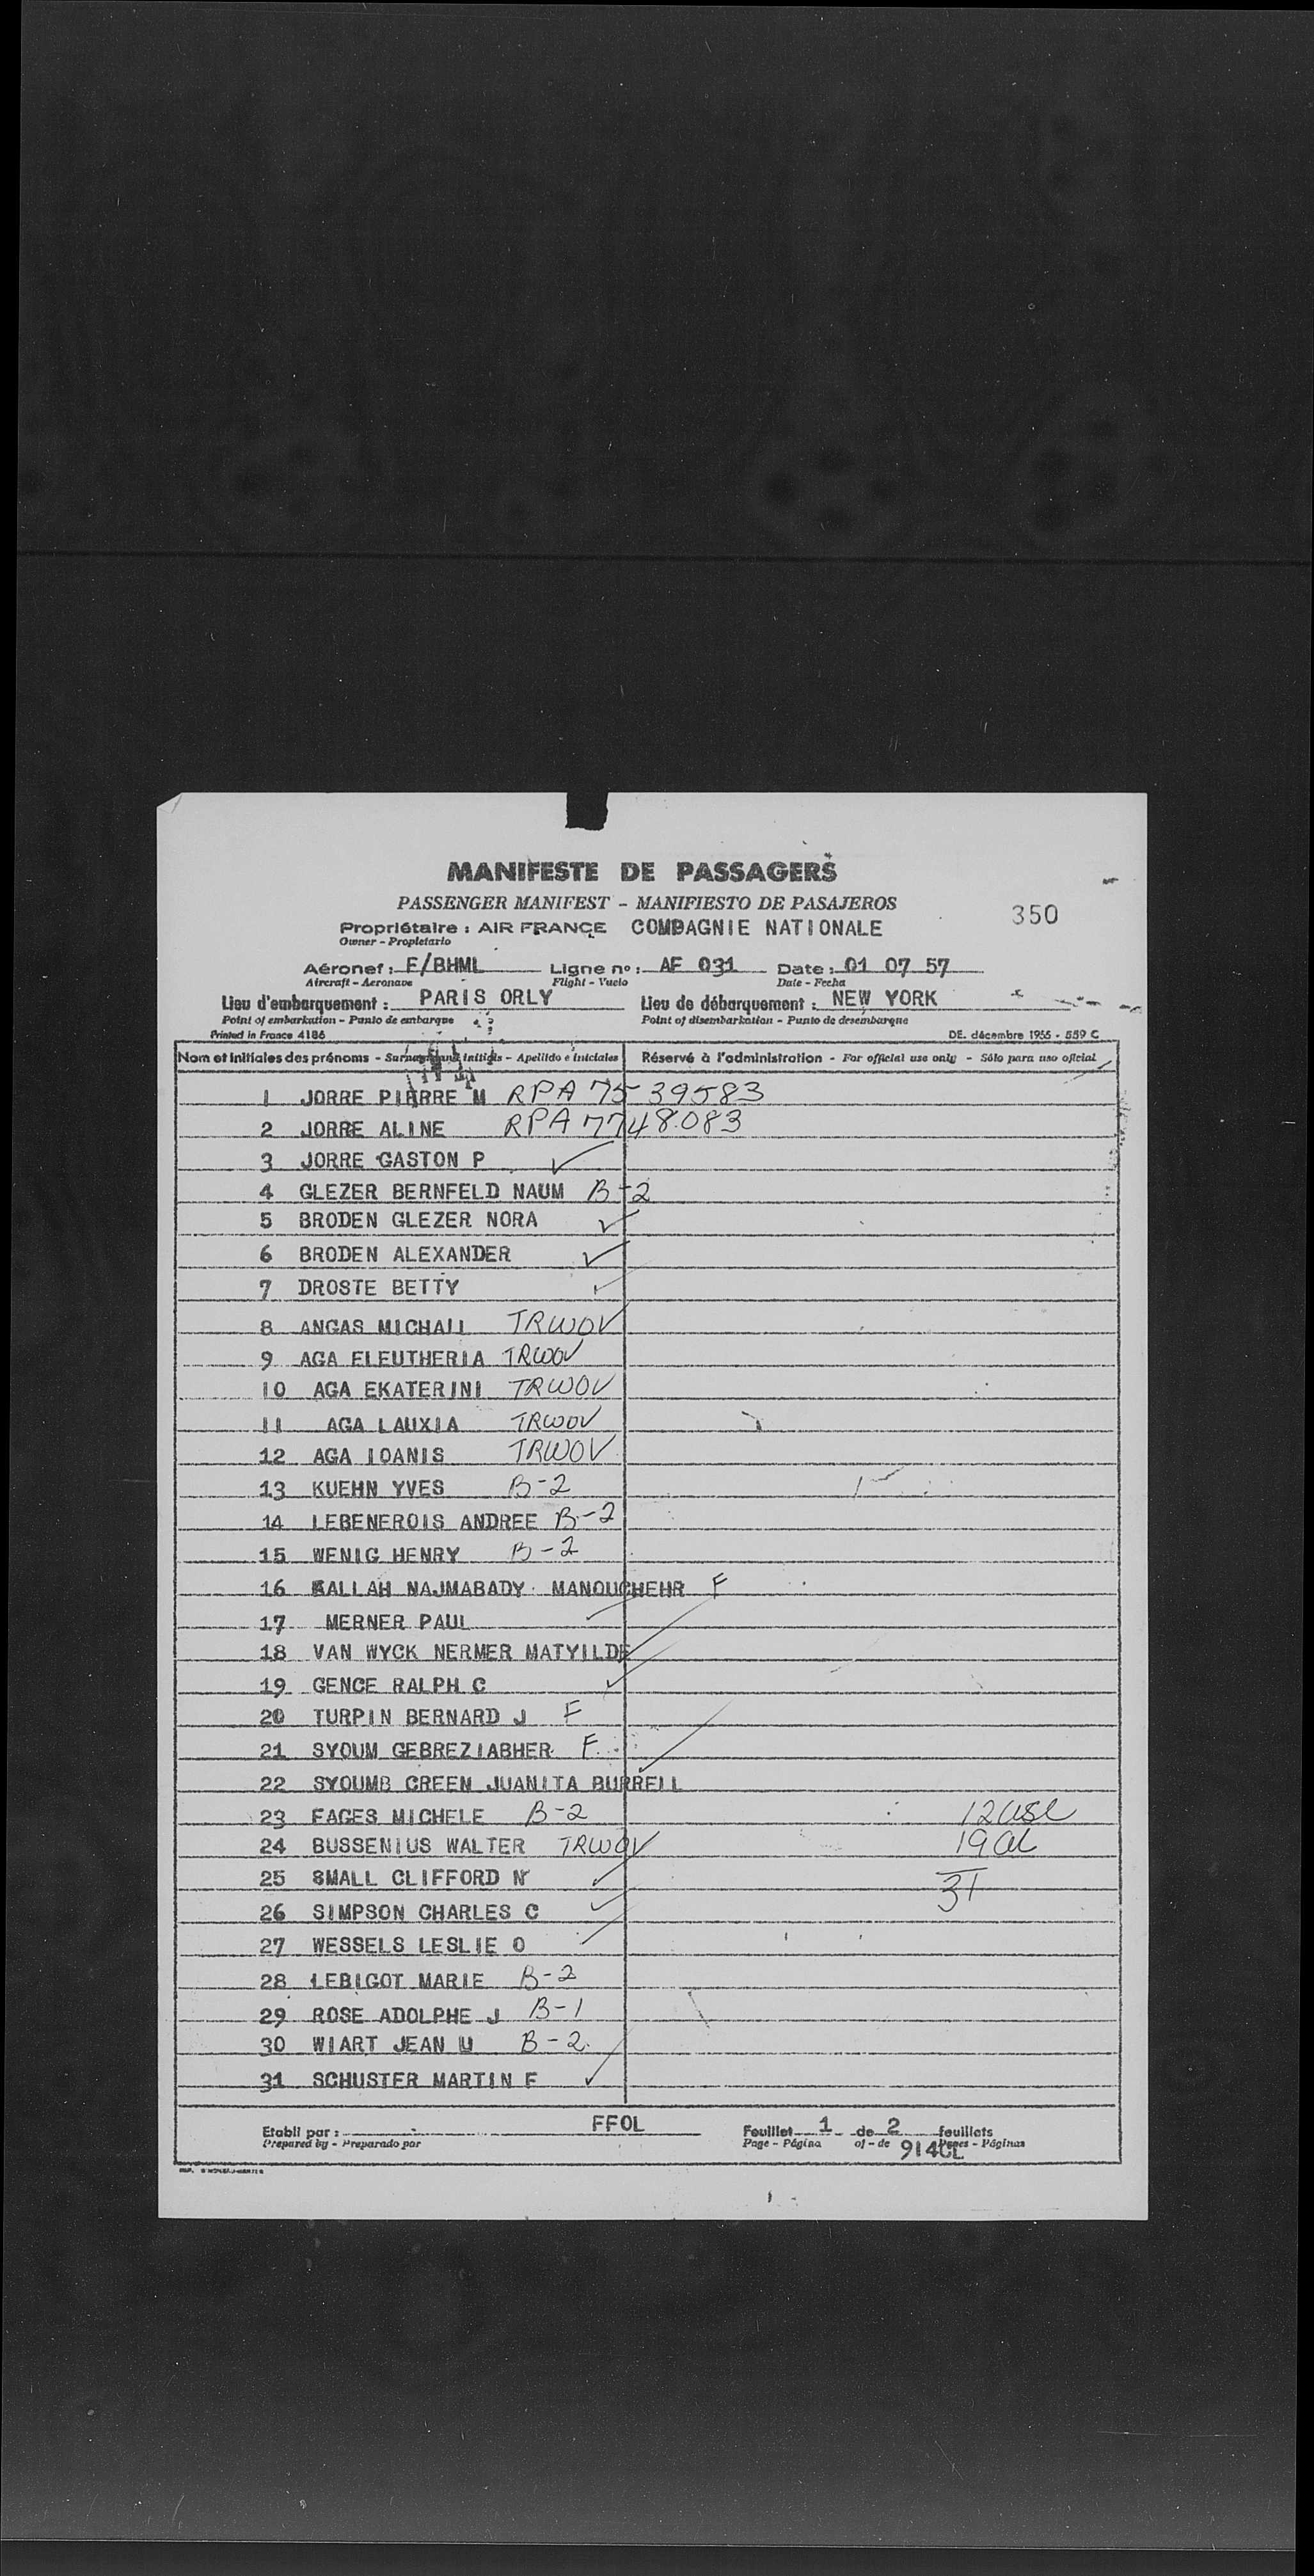 MANIFESTE DE PASSAGERS
PASSENGER MANIFEST - MANIFIESTO DE PASAJEROS
350
Propriétaire : AIR FRANCE COMPAGNIE NATIONALE
Owner - Propietario
Aéronef : F/BHML Ligne no : AF 031 Date : 01 07 57
Aircraft - Aeronave Flight - Vuelo Date - Fecha
Lieu d'embarquement : PARIS ORLY Lieu de débarquement : NEW YORK
Point of embarkation - Punto de embarque Point of disembarkation - Punto de desembarque
Printed in France 4186 DE. décembre 1955 - 559 C
Nom et initiales des prénoms - Surname and initials - Apellido e iniciales Réservé à l'administration - For official use only - Sólo para uso oficial
1 JORRE PIERRE M RPA 7539583
2 JORRE ALINE RPA 7748083
3 JORRE GASTON P ✓
4 GLEZER BERNFELD NAUM B-2
5 BRODEN GLEZER NORA ✓
6 BRODEN ALEXANDER ✓
7 DROSTE BETTY ✓
8 ANGAS MICHAIL TRWOV
9 AGA ELEUTHERIA TRWOV
10 AGA EKATERINI TRWOV
11 AGA LAUXIA TRWOV
12 AGA IOANIS TRWOV
13 KUEHN YVES B-2
14 LEBENEROIS ANDREE B-2
15 WENIG HENRY B-2
16 KALLAH NAJMABADY MANOUCHEHR F
17 MERNER PAUL ✓
18 VAN WYCK NERMER MATYILDE ✓
19 GENCE RALPH C ✓
20 TURPIN BERNARD J F
21 SYOUM GEBREZIABHER F
22 SYOUMB GREEN JUANITA BURRELL ✓
23 FAGES MICHELE B-2 12 USC
24 BUSSENIUS WALTER TRWOV 19 al
25 SMALL CLIFFORD N ✓ 31
26 SIMPSON CHARLES C ✓
27 WESSELS LESLIE O ✓
28 LEBIGOT MARIE B-2
29 ROSE ADOLPHE J B-1
30 WIART JEAN U B-2
31 SCHUSTER MARTIN F ✓
Etabli par : FFOL Feuillet 1 de 2 feuillets
Prepared by - Preparado por Page - Página of - de Pages - Páginas
914CL